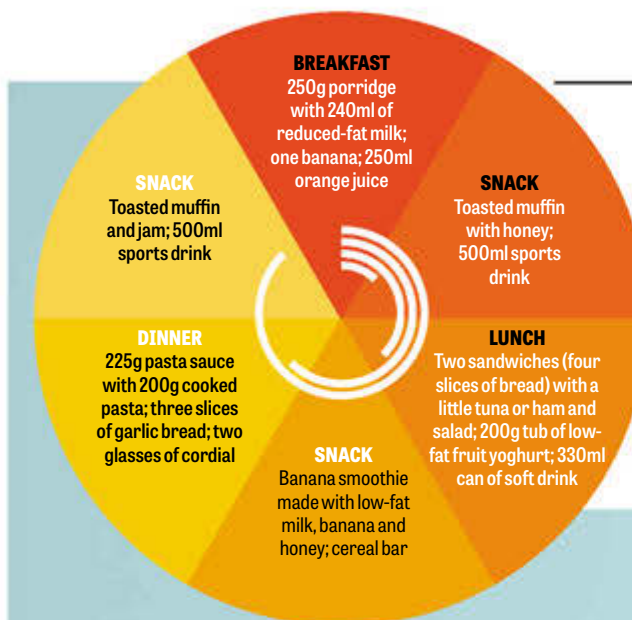 BREAKFAST
250g porridge
with 240ml of
reduced-fat milk;
one banana; 250ml
orange juice
SNACK
Toasted muffin
with honey;
500ml sports
drink
LUNCH
Two sandwiches (four
slices of bread) with a
little tuna or ham and
salad; 200g tub of low-
fat fruit yoghurt; 330ml
can of soft drink
SNACK
Banana smoothie
made with low-fat
milk, banana and
honey; cereal bar
DINNER
225g pasta sauce
with 200g cooked
pasta; three slices
of garlic bread; two
glasses of cordial
SNACK
Toasted muffin
and jam; 500ml
sports drink